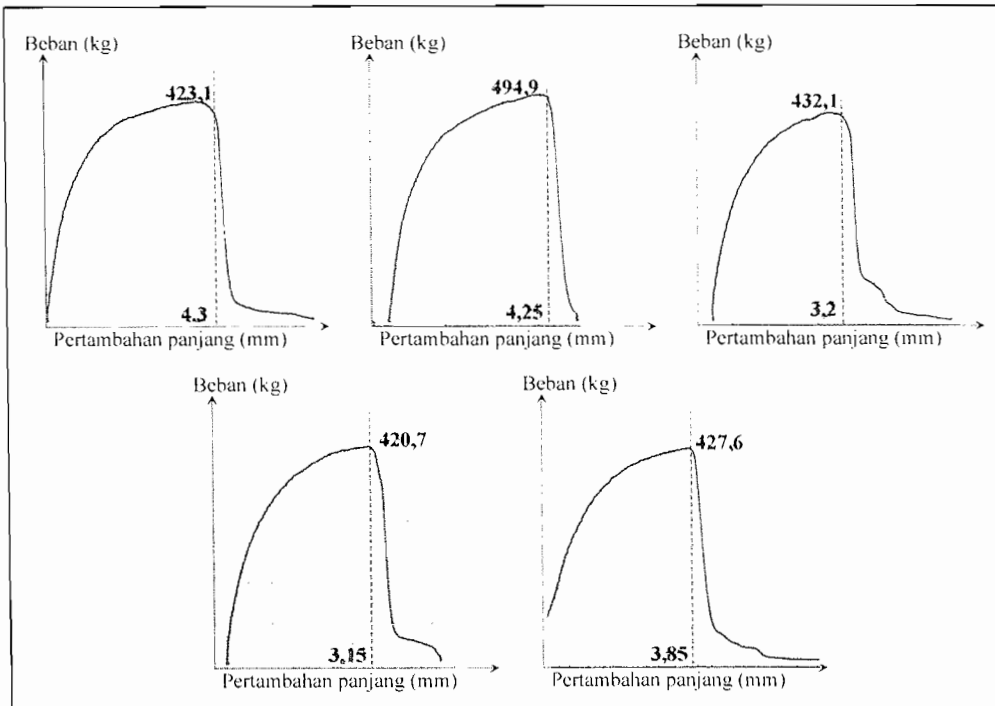 Beban (kg)
423,1
4,3
Pertambahan panjang (mm)
Beban (kg)
494,9
4,25
Pertambahan panjang (mm)
Beban (kg)
432,1
3,2
Pertambahan panjang (mm)
Beban (kg)
420,7
3,15
Pertambahan panjang (mm)
Beban (kg)
427,6
3,85
Pertambahan panjang (mm)